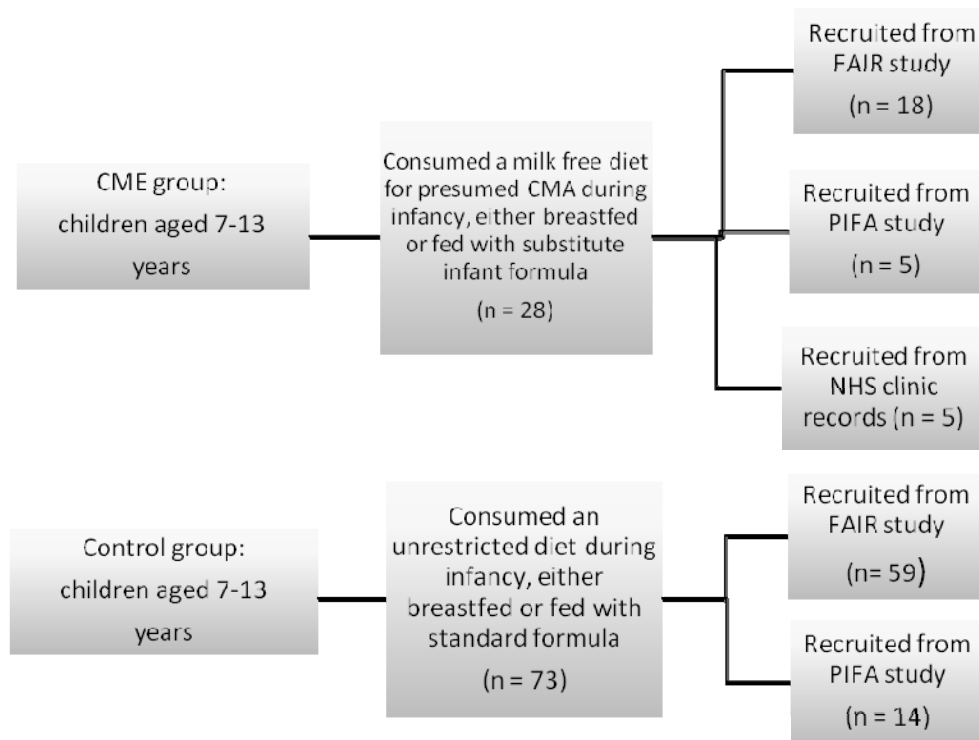 CME group:
children aged 7-13
years
Consumed a milk free diet
for presumed CMA during
infancy, either breastfed
or fed with substitute
infant formula
(n = 28)
Recruited from
FAIR study
(n = 18)
Recruited from
PIFA study
(n = 5)
Recruited from
NHS clinic
records (n = 5)
Control group:
children aged 7-13
years
Consumed an
unrestricted diet during
infancy, either
breastfed or fed with
standard formula
(n = 73)
Recruited from
FAIR study
(n= 59)
Recruited from
PIFA study
(n = 14)